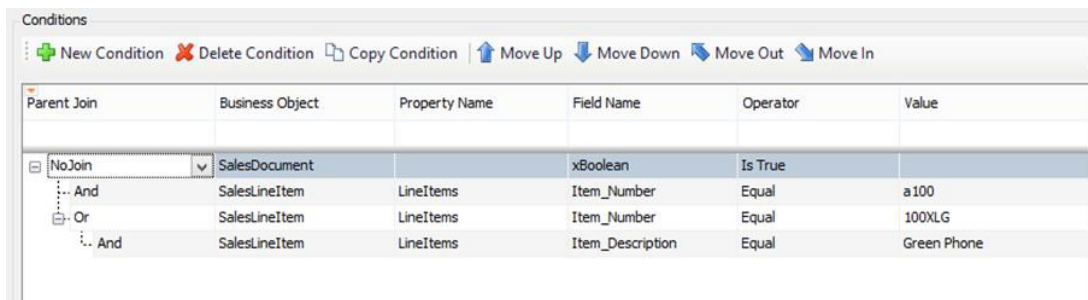 Conditions
New Condition Delete Condition Copy Condition Move Up Move Down Move Out Move In
Parent Join Business Object Property Name Field Name Operator Value
NoJoin SalesDocument xBoolean Is True
And SalesLineItem LineItems Item_Number Equal a100
Or SalesLineItem LineItems Item_Number Equal 100XLG
And SalesLineItem LineItems Item_Description Equal Green Phone